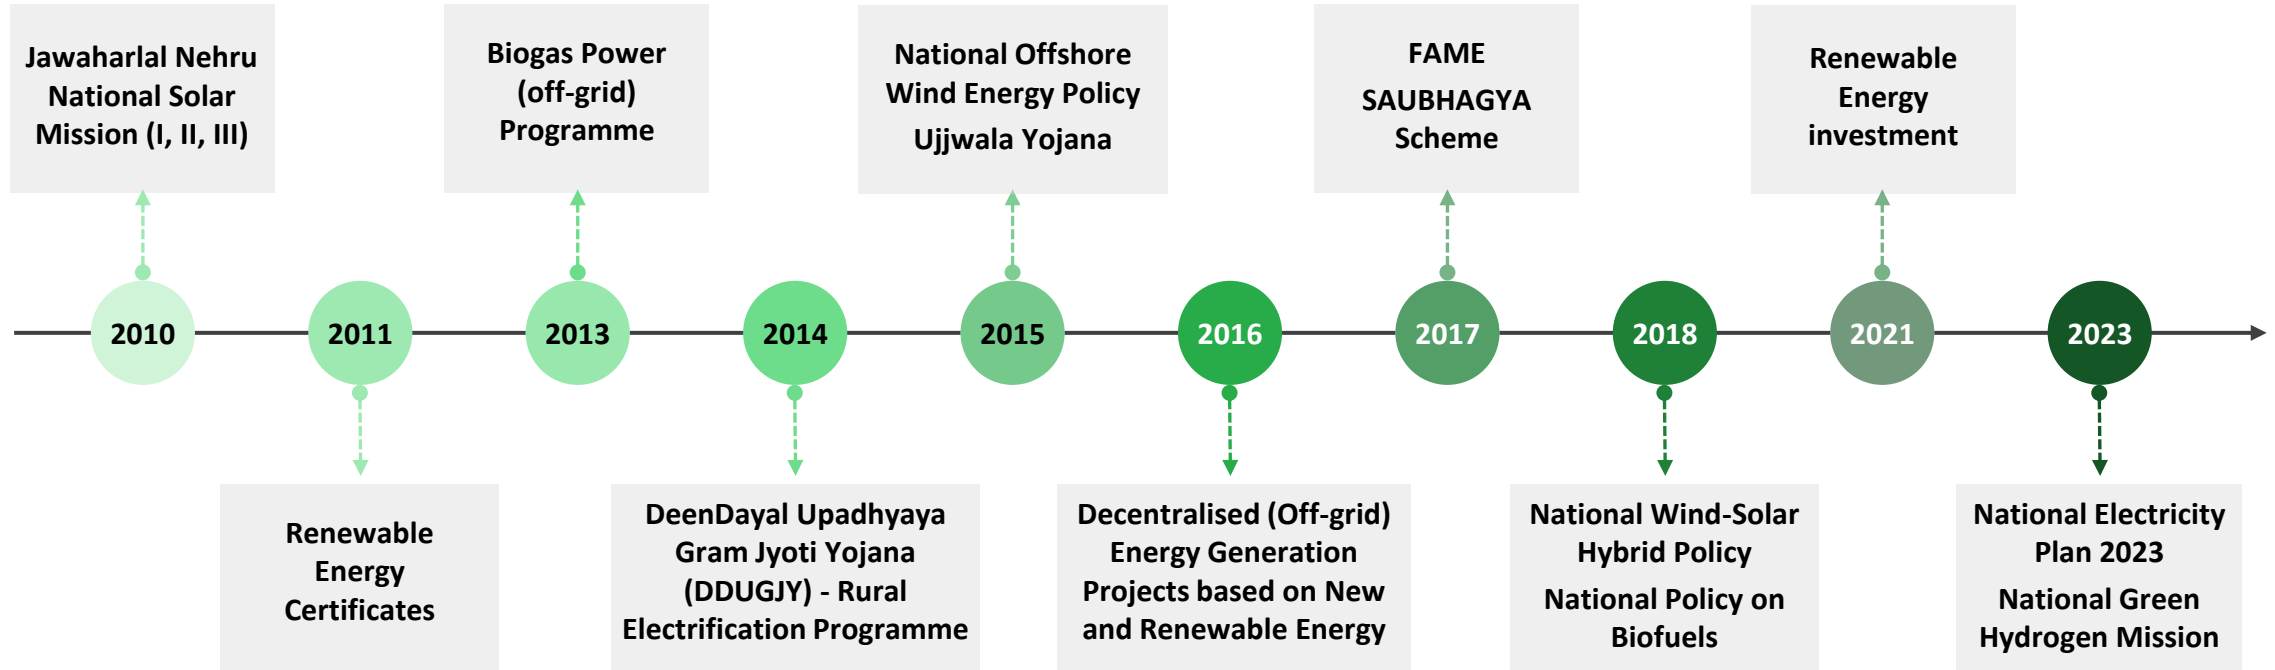 Jawaharlal Nehru
National Solar
Mission (I, II, III)
Biogas Power
(off-grid)
Programme
National Offshore
Wind Energy Policy
Ujjwala Yojana
FAME
SAUBHAGYA
Scheme
Renewable
Energy
investment
2010
2011
2013
2014
2015
2016
2017
2018
2021
2023
Renewable
Energy
Certificates
DeenDayal Upadhyaya
Gram Jyoti Yojana
(DDUGJY) - Rural
Electrification Programme
Decentralised (Off-grid)
Energy Generation
Projects based on New
and Renewable Energy
National Wind-Solar
Hybrid Policy
National Policy on
Biofuels
National Electricity
Plan 2023
National Green
Hydrogen Mission